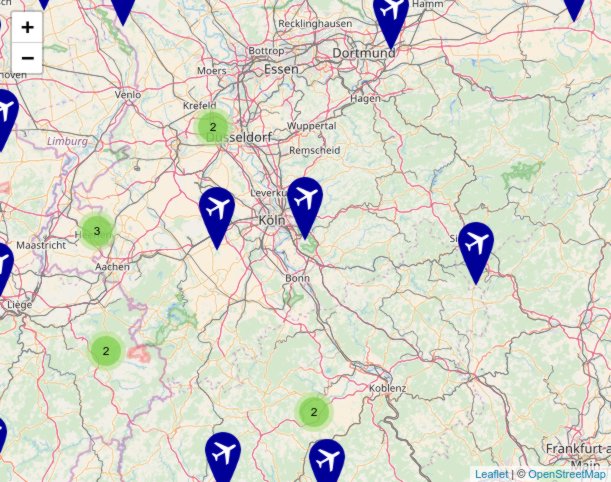 Hamm
Recklinghausen
+
Bottrop
Dortmund
−
Essen
Moers
Venlo
Hagen
Krefeld
2
Wuppertal
Düsseldorf
Limburg
Remscheid
Leverku
Köln
3
Maastricht
Aachen
Bonn
Liège
2
Koblenz
2
Frankfurt a
Main
Leaflet | © OpenStreetMap